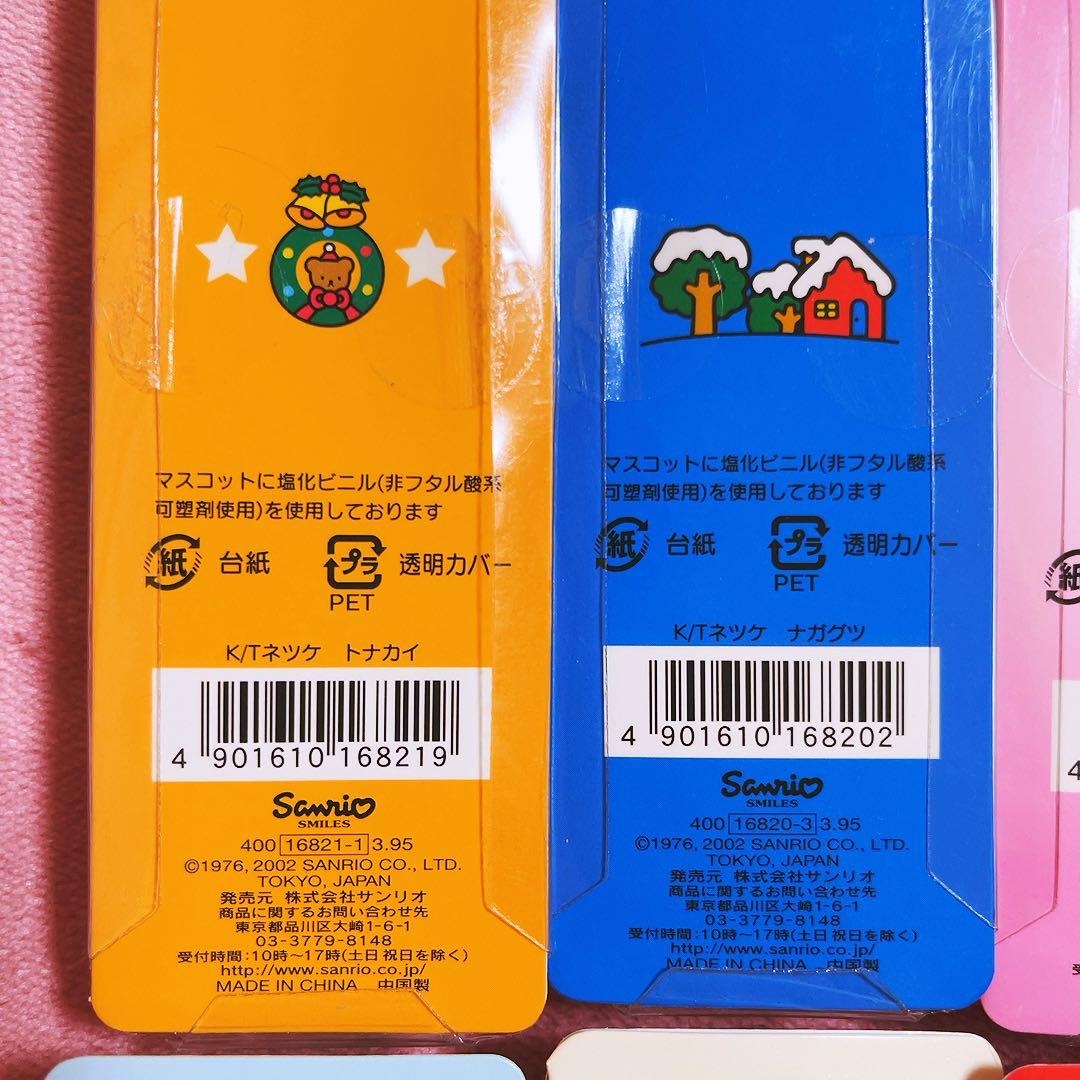 マスコットに塩化ビニル(非フタル酸系
可塑剤使用)を使用しております
紙 台紙 プラ 透明カバー
PET
K/Tネツケ トナカイ
4 901610 168219
Sanrio
SMILES
400 16821-1 3.95
©1976, 2002 SANRIO CO., LTD.
TOKYO, JAPAN
発売元 株式会社サンリオ
商品に関するお問い合わせ先
東京都品川区大崎1-6-1
03-3779-8148
受付時間:10時〜17時(土日祝日を除く)
http://www.sanrio.co.jp/
MADE IN CHINA 中国製
マスコットに塩化ビニル(非フタル酸系
可塑剤使用)を使用しております
紙 台紙 プラ 透明カバー
PET
K/Tネツケ ナガグツ
4 901610 168202
Sanrio
SMILES
400 16820-3 3.95
©1976, 2002 SANRIO CO., LTD.
TOKYO, JAPAN
発売元 株式会社サンリオ
商品に関するお問い合わせ先
東京都品川区大崎1-6-1
03-3779-8148
受付時間:10時〜17時(土日祝日を除く)
http://www.sanrio.co.jp/
MADE IN CHINA 中国製
紙
4